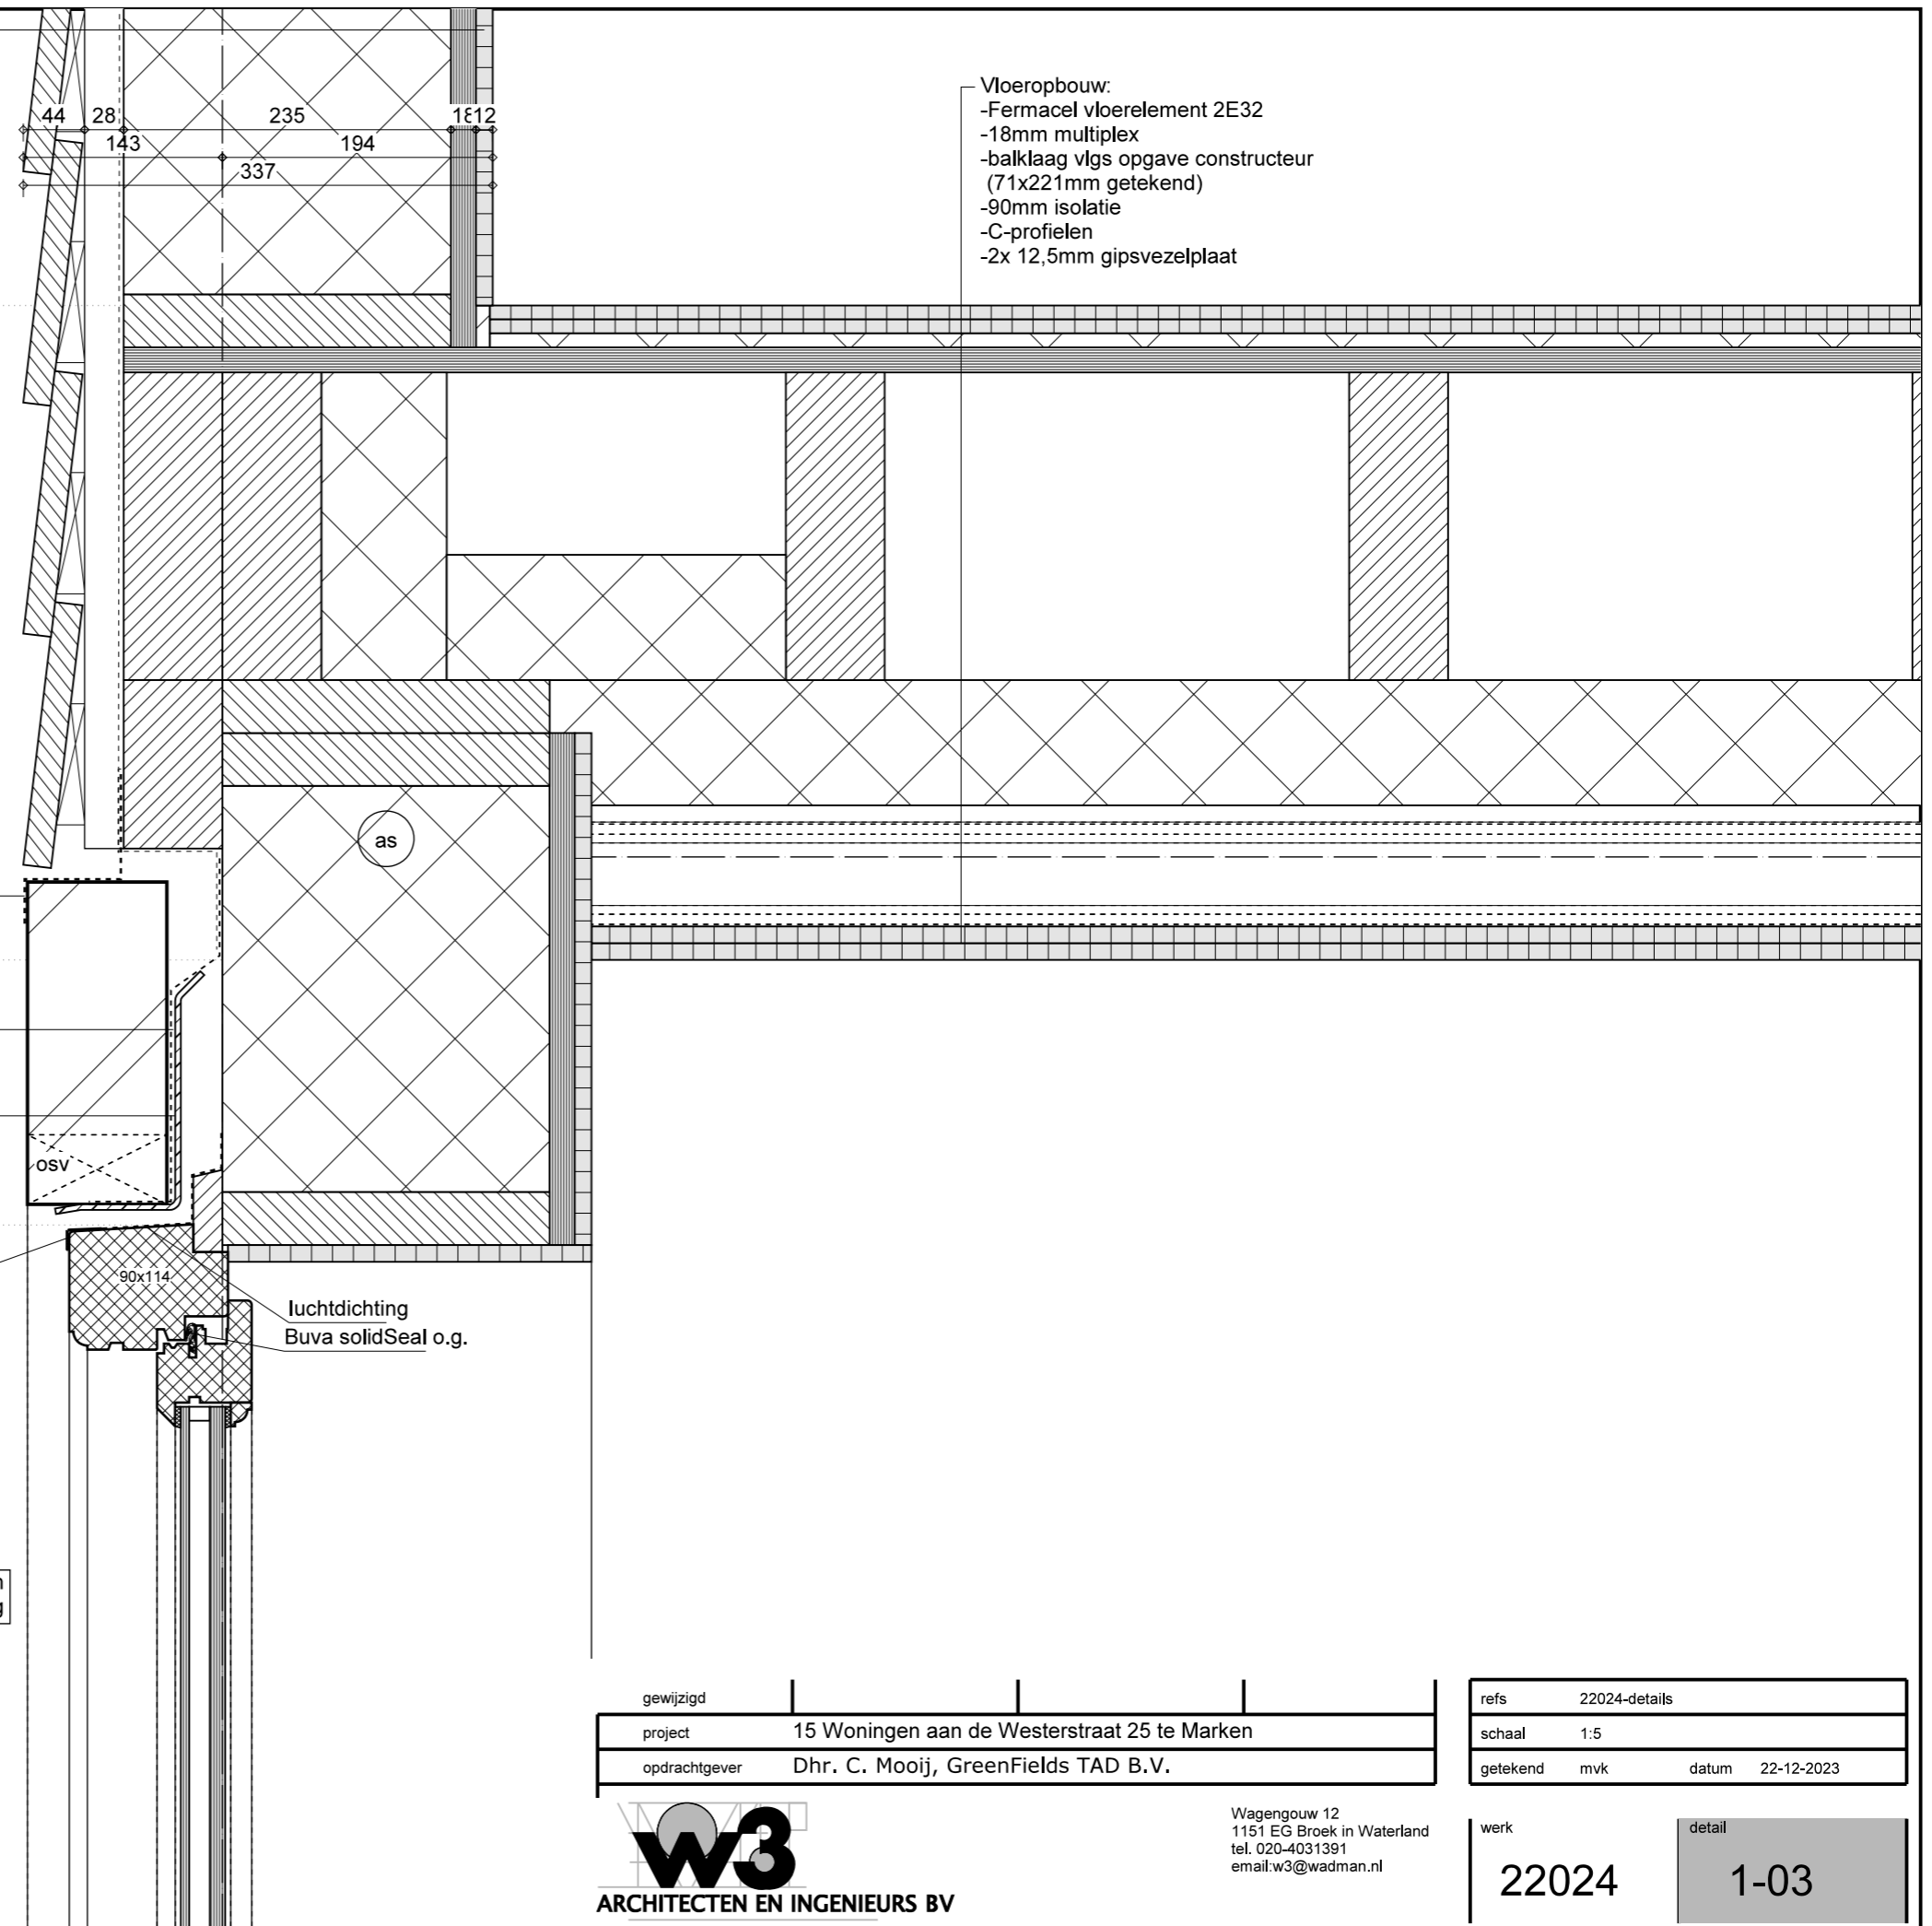 44 28 235 18 12
143 194
337
Vloeropbouw:
-Fermacel vloerelement 2E32
-18mm multiplex
-balklaag vlgs opgave constructeur
(71x221mm getekend)
-90mm isolatie
-C-profielen
-2x 12,5mm gipsvezelplaat
as
osv
90x114
luchtdichting
Buva solidSeal o.g.
gewijzigd
project 15 Woningen aan de Westerstraat 25 te Marken
opdrachtgever Dhr. C. Mooij, GreenFields TAD B.V.
refs 22024-details
schaal 1:5
getekend mvk datum 22-12-2023
w3
ARCHITECTEN EN INGENIEURS BV
Wagengouw 12
1151 EG Broek in Waterland
tel. 020-4031391
email:w3@wadman.nl
werk
22024
detail
1-03